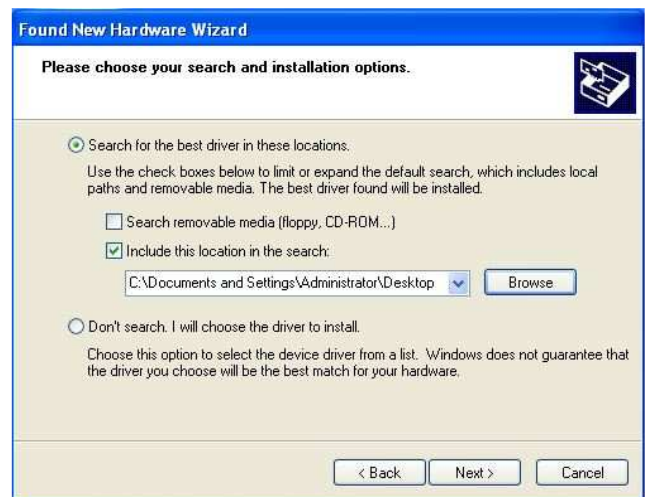 Found New Hardware Wizard
Please choose your search and installation options.
Search for the best driver in these locations.
Use the check boxes below to limit or expand the default search, which includes local
paths and removable media. The best driver found will be installed.
Search removable media (floppy, CD-ROM...)
Include this location in the search:
C:\Documents and Settings\Administrator\Desktop
Browse
Don't search. I will choose the driver to install.
Choose this option to select the device driver from a list. Windows does not guarantee that
the driver you choose will be the best match for your hardware.
< Back Next > Cancel